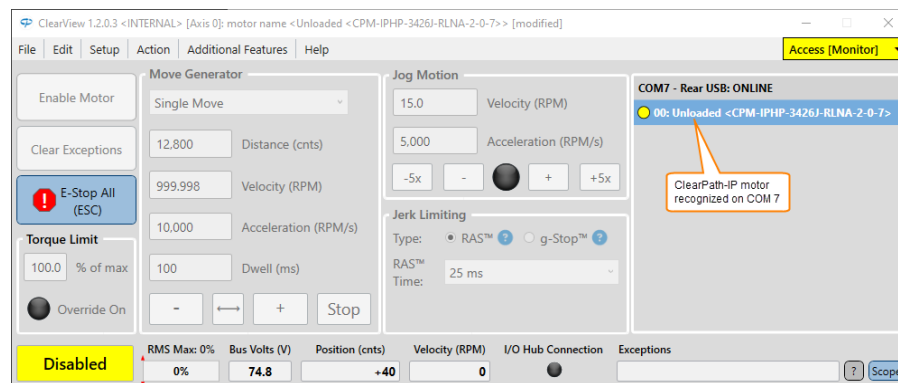 ClearView 1.2.0.3 <INTERNAL> [Axis 0]: motor name <Unloaded <CPM-IPHP-3426J-RLNA-2-0-7>> [modified]
File Edit Setup Action Additional Features Help Access [Monitor]
Enable Motor
Clear Exceptions
E-Stop All
(ESC)
Torque Limit
100.0 % of max
Override On
Move Generator
Single Move
12,800 Distance (cnts)
999.998 Velocity (RPM)
10,000 Acceleration (RPM/s)
100 Dwell (ms)
- + Stop
Jog Motion
15.0 Velocity (RPM)
5,000 Acceleration (RPM/s)
-5x - + +5x
Jerk Limiting
Type: RAS™ ? g-Stop™ ?
RAS™
Time: 25 ms
COM7 - Rear USB: ONLINE
00: Unloaded <CPM-IPHP-3426J-RLNA-2-0-7>
ClearPath-IP motor
recognized on COM 7
Disabled
RMS Max: 0% Bus Volts (V) Position (cnts) Velocity (RPM) I/O Hub Connection Exceptions
0% 74.8 +40 0 ? Scope